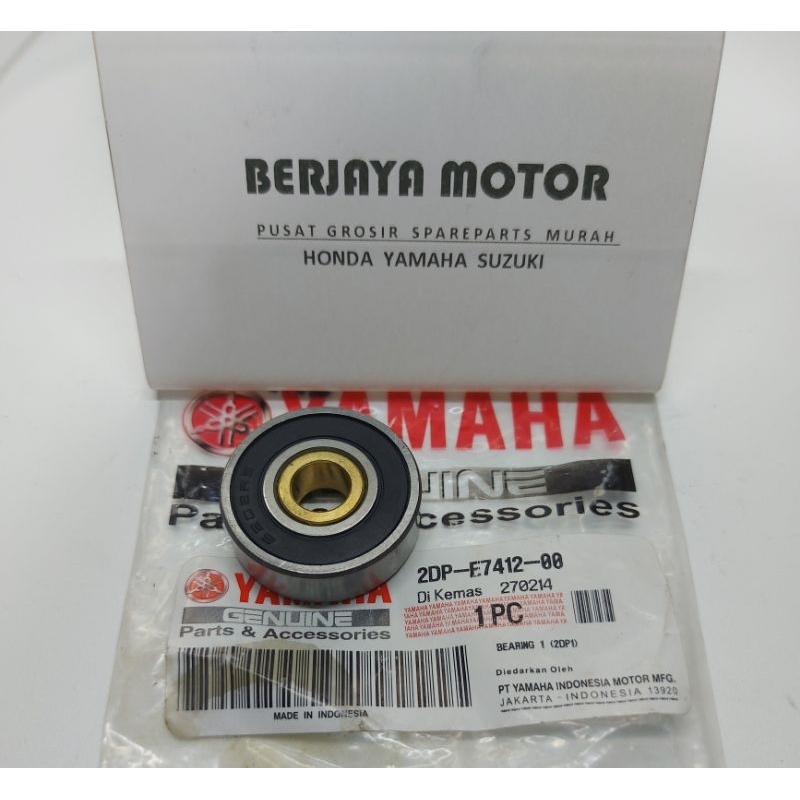 BERJAYA MOTOR
PUSAT GROSIR SPAREPARTS MURAH
HONDA YAMAHA SUZUKI
YAMAHA
GENUINE
Parts & Accessories
2DP-E7412-00
Di Kemas 270214
1 PC
YAMAHA
GENUINE
Parts & Accessories
BEARING 1 (2DP1)
Diedarkan Oleh
PT YAMAHA INDONESIA MOTOR MFG.
JAKARTA - INDONESIA 13920
MADE IN INDONESIA